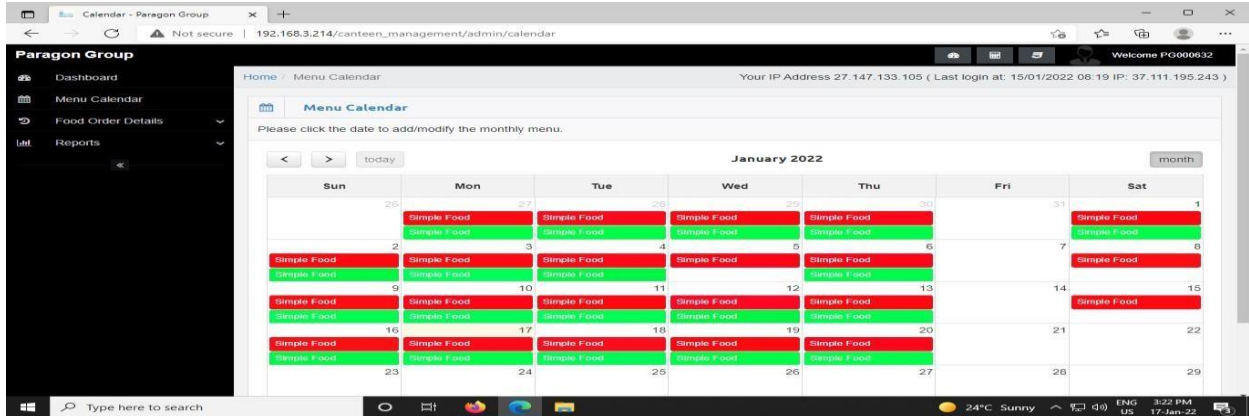 Calendar - Paragon Group
Not secure | 192.168.3.214/canteen_management/admin/calendar
Paragon Group
Welcome PG000632
Dashboard
Menu Calendar
Food Order Details
Reports
Home / Menu Calendar
Your IP Address 27.147.133.105 ( Last login at: 15/01/2022 08:19 IP: 37.111.195.243 )
Menu Calendar
Please click the date to add/modify the monthly menu.
< > today
January 2022
month
Sun Mon Tue Wed Thu Fri Sat
26 27 28 29 30 31 1
Simple Food Simple Food Simple Food Simple Food Simple Food
Simple Food Simple Food Simple Food Simple Food Simple Food
2 3 4 5 6 7 8
Simple Food Simple Food Simple Food Simple Food Simple Food Simple Food
Simple Food Simple Food Simple Food Simple Food
9 10 11 12 13 14 15
Simple Food Simple Food Simple Food Simple Food Simple Food Simple Food
Simple Food Simple Food Simple Food Simple Food Simple Food
16 17 18 19 20 21 22
Simple Food Simple Food Simple Food Simple Food Simple Food
Simple Food Simple Food Simple Food Simple Food Simple Food
23 24 25 26 27 28 29
Type here to search
24°C Sunny
ENG
US
3:22 PM
17-Jan-22